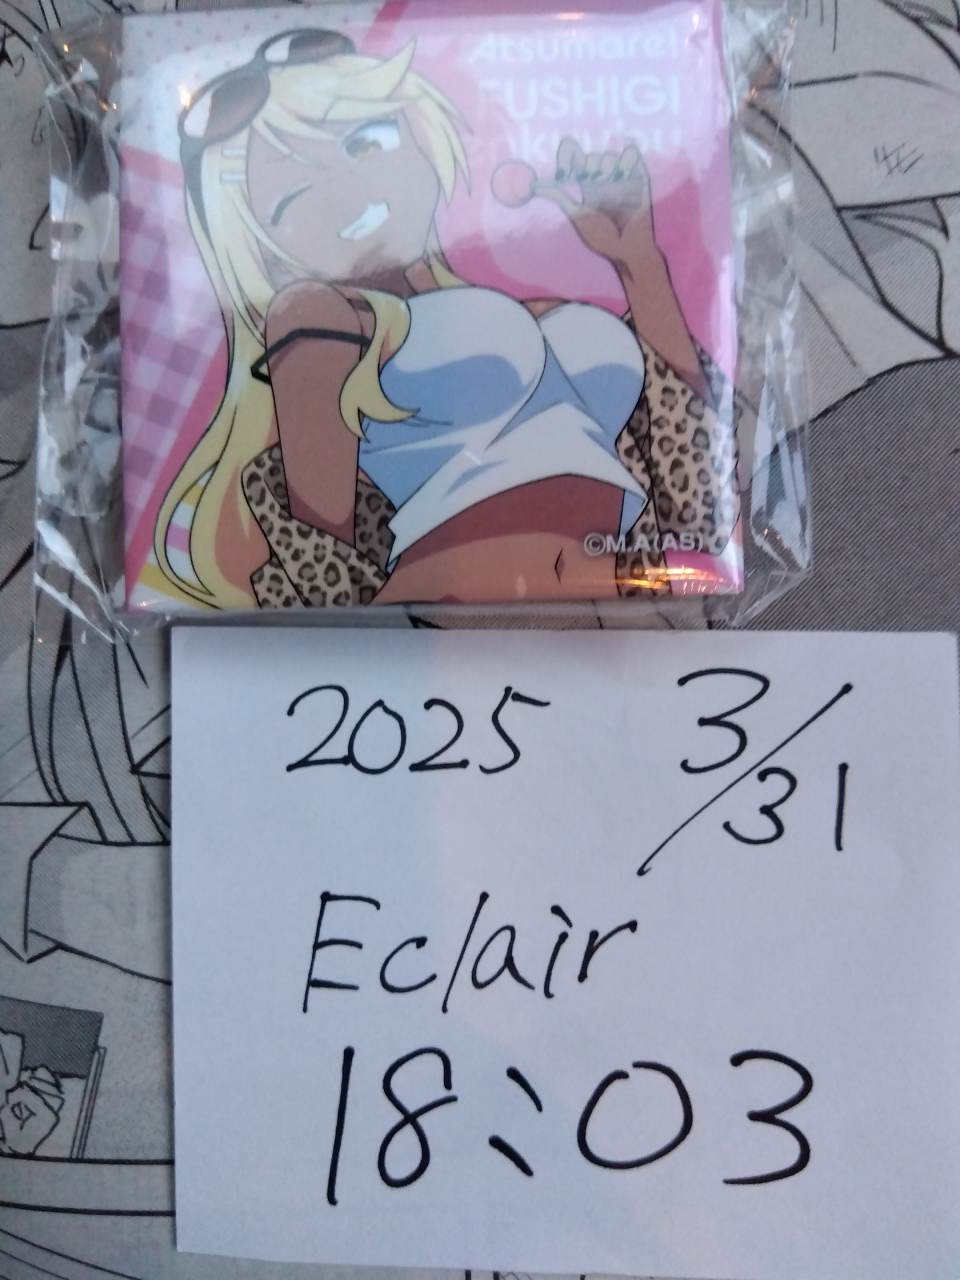 Atsumare!
FUSHIGI
©M.A(AS)
2025 3/31
Eclair
18:03